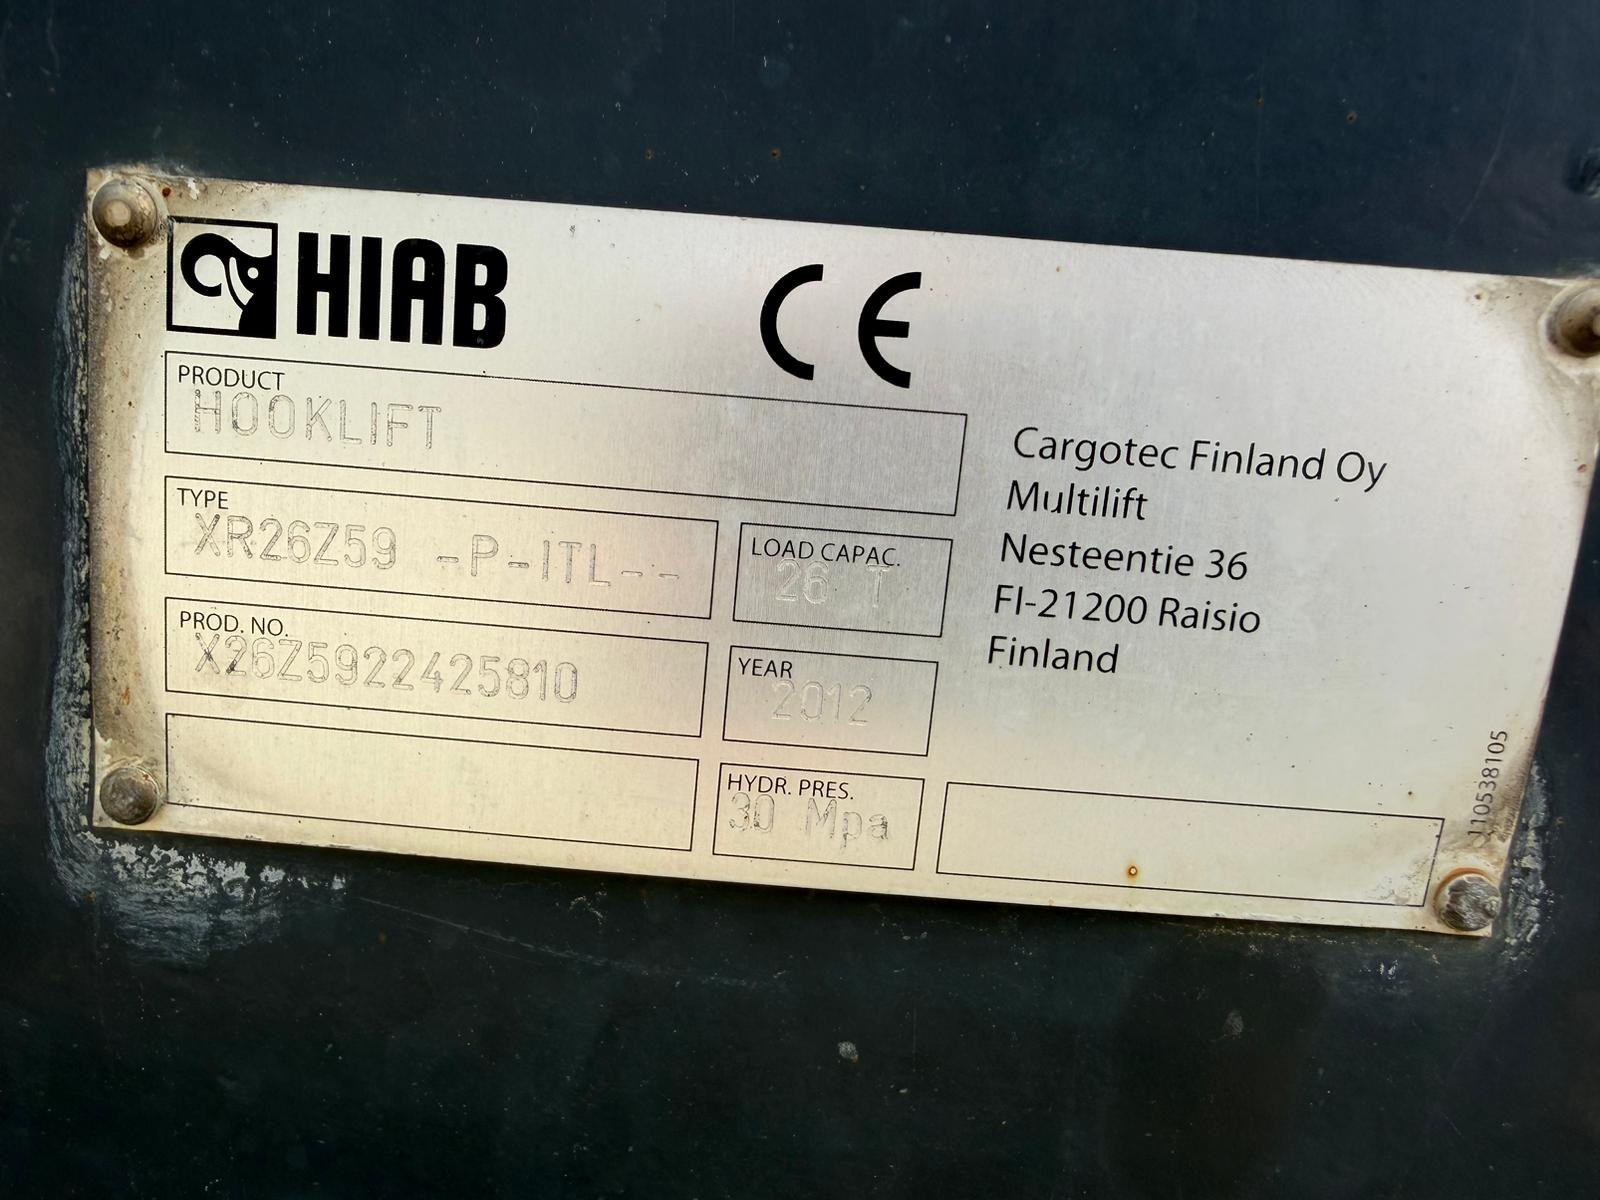 HIAB
CE
PRODUCT
HOOKLIFT
TYPE
XR26Z59 -P-ITL--
LOAD CAPAC.
26 T
PROD. NO.
X26Z5922425810
YEAR
2012
HYDR. PRES.
30 Mpa
Cargotec Finland Oy
Multilift
Nesteentie 36
FI-21200 Raisio
Finland
J10538105